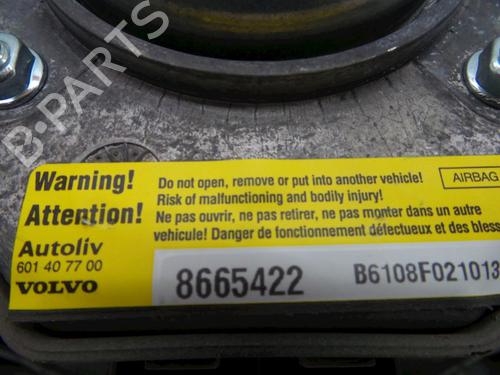 B-PARTS
Warning!
Attention!
Do not open, remove or put into another vehicle!
Risk of malfunctioning and bodily injury!
Ne pas ouvrir, ne pas retirer, ne pas monter dans un autre
vehicule! Danger de fonctionnement défectueux et des bless
AIRBAG
Autoliv
601 40 77 00
VOLVO
8665422
B6108F021013